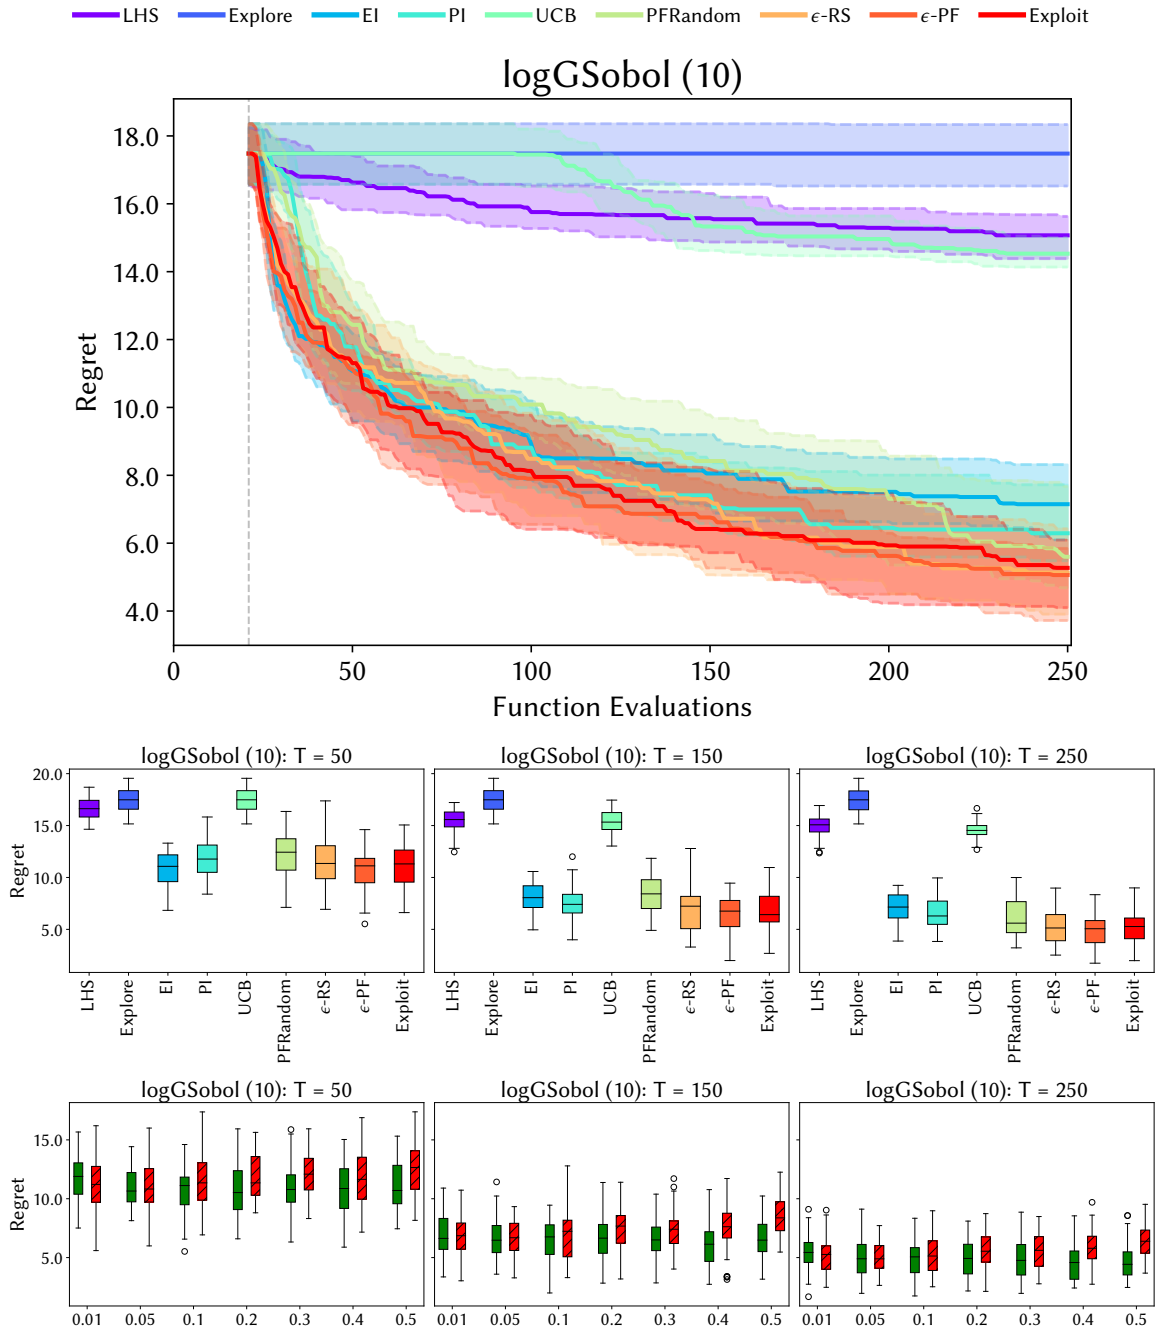 LHS Explore EI PI UCB PFRandom ϵ-RS ϵ-PF Exploit
logGSobol (10)
18.0
16.0
14.0
12.0
10.0
8.0
6.0
4.0
Regret
0 50 100 150 200 250
Function Evaluations
logGSobol (10): T = 50 logGSobol (10): T = 150 logGSobol (10): T = 250
20.0
15.0
10.0
5.0
Regret
LHS Explore EI PI UCB PFRandom ϵ-RS ϵ-PF Exploit LHS Explore EI PI UCB PFRandom ϵ-RS ϵ-PF Exploit LHS Explore EI PI UCB PFRandom ϵ-RS ϵ-PF Exploit
logGSobol (10): T = 50 logGSobol (10): T = 150 logGSobol (10): T = 250
15.0
10.0
5.0
Regret
0.01 0.05 0.1 0.2 0.3 0.4 0.5 0.01 0.05 0.1 0.2 0.3 0.4 0.5 0.01 0.05 0.1 0.2 0.3 0.4 0.5